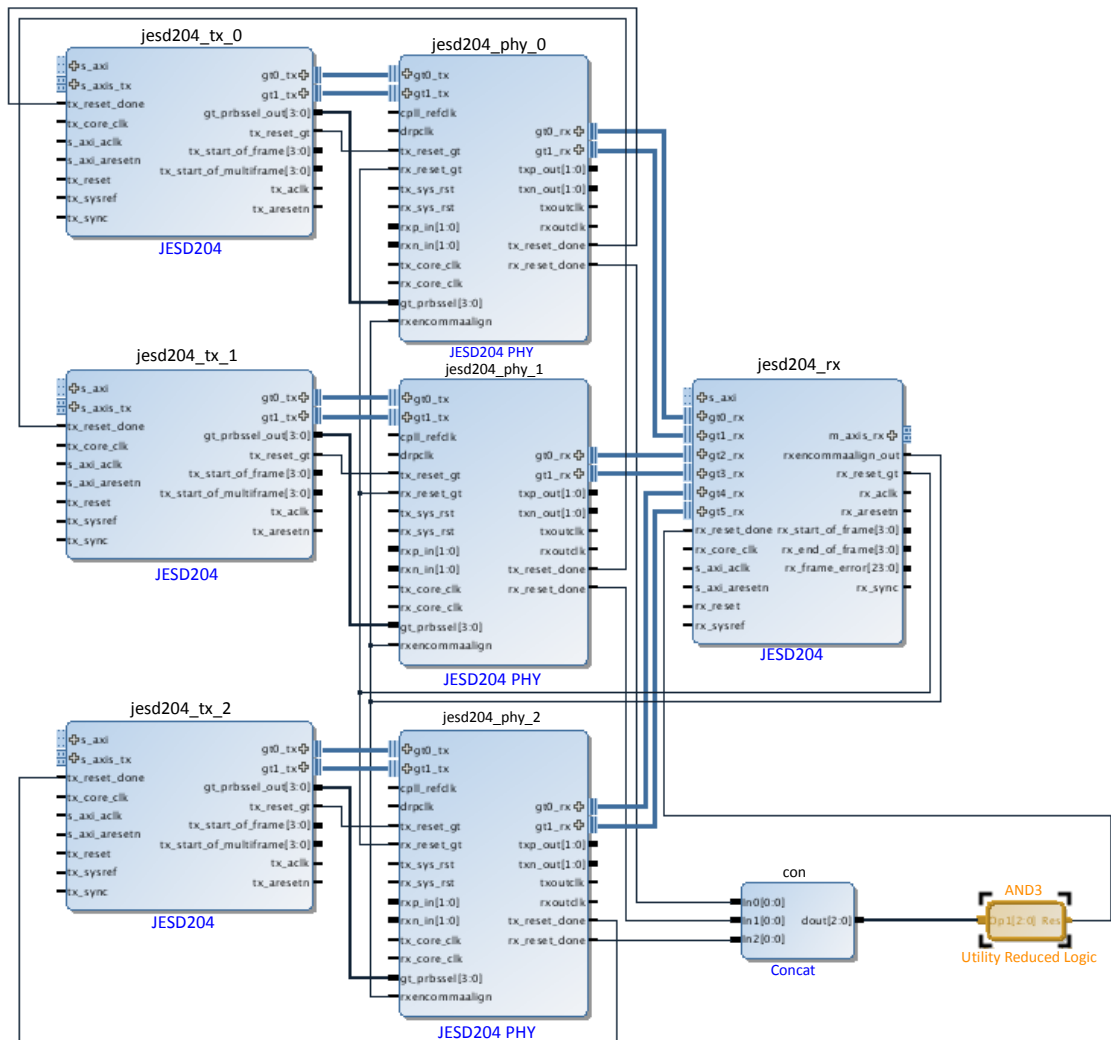 jesd204_tx_0
s_axi
s_axis_tx
tx_reset_done
tx_core_clk
s_axi_aclk
s_axi_aresetn
tx_reset
tx_sysref
tx_sync
gt0_tx
gt1_tx
gt_prbssel_out[3:0]
tx_reset_gt
tx_start_of_frame[3:0]
tx_start_of_multiframe[3:0]
tx_aclk
tx_aresetn
JESD204
jesd204_phy_0
gt0_tx
gt1_tx
cpll_refclk
drpclk
tx_reset_gt
rx_reset_gt
tx_sys_rst
rx_sys_rst
rxp_in[1:0]
rxn_in[1:0]
tx_core_clk
rx_core_clk
gt_prbssel[3:0]
rxencommaalign
gt0_rx
gt1_rx
txp_out[1:0]
txn_out[1:0]
txoutclk
rxoutclk
tx_reset_done
rx_reset_done
JESD204 PHY
jesd204_tx_1
s_axi
s_axis_tx
tx_reset_done
tx_core_clk
s_axi_aclk
s_axi_aresetn
tx_reset
tx_sysref
tx_sync
gt0_tx
gt1_tx
gt_prbssel_out[3:0]
tx_reset_gt
tx_start_of_frame[3:0]
tx_start_of_multiframe[3:0]
tx_aclk
tx_aresetn
JESD204
jesd204_phy_1
gt0_tx
gt1_tx
cpll_refclk
drpclk
tx_reset_gt
rx_reset_gt
tx_sys_rst
rx_sys_rst
rxp_in[1:0]
rxn_in[1:0]
tx_core_clk
rx_core_clk
gt_prbssel[3:0]
rxencommaalign
gt0_rx
gt1_rx
txp_out[1:0]
txn_out[1:0]
txoutclk
rxoutclk
tx_reset_done
rx_reset_done
JESD204 PHY
jesd204_rx
s_axi
gt0_rx
gt1_rx
gt2_rx
gt3_rx
gt4_rx
gt5_rx
rx_reset_done
rx_core_clk
s_axi_aclk
s_axi_aresetn
rx_reset
rx_sysref
m_axis_rx
rxencommaalign_out
rx_reset_gt
rx_aclk
rx_aresetn
rx_start_of_frame[3:0]
rx_end_of_frame[3:0]
rx_frame_error[23:0]
rx_sync
JESD204
jesd204_tx_2
s_axi
s_axis_tx
tx_reset_done
tx_core_clk
s_axi_aclk
s_axi_aresetn
tx_reset
tx_sysref
tx_sync
gt0_tx
gt1_tx
gt_prbssel_out[3:0]
tx_reset_gt
tx_start_of_frame[3:0]
tx_start_of_multiframe[3:0]
tx_aclk
tx_aresetn
JESD204
jesd204_phy_2
gt0_tx
gt1_tx
cpll_refclk
drpclk
tx_reset_gt
rx_reset_gt
tx_sys_rst
rx_sys_rst
rxp_in[1:0]
rxn_in[1:0]
tx_core_clk
rx_core_clk
gt_prbssel[3:0]
rxencommaalign
gt0_rx
gt1_rx
txp_out[1:0]
txn_out[1:0]
txoutclk
rxoutclk
tx_reset_done
rx_reset_done
JESD204 PHY
con
In0[0:0]
In1[0:0]
In2[0:0]
dout[2:0]
Concat
AND3
Op1[2:0] Res
Utility Reduced Logic